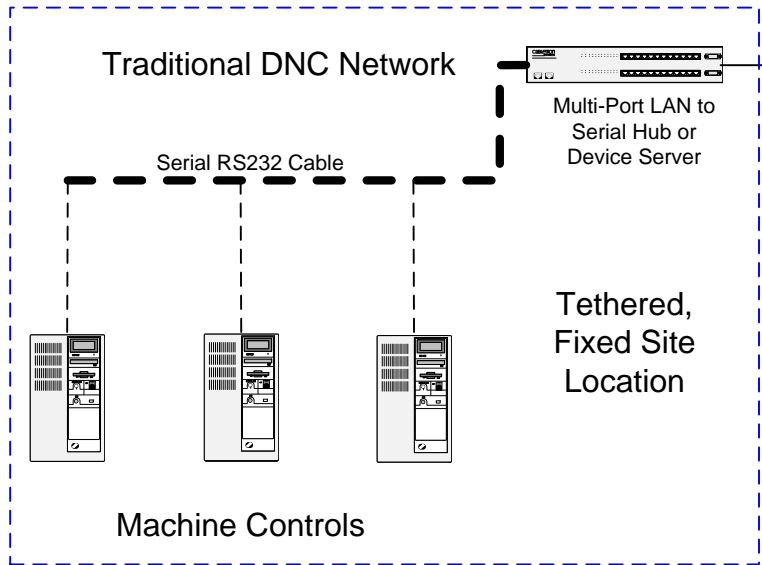 Traditional DNC Network
Multi-Port LAN to
Serial Hub or
Device Server
Serial RS232 Cable
Tethered,
Fixed Site
Location
Machine Controls